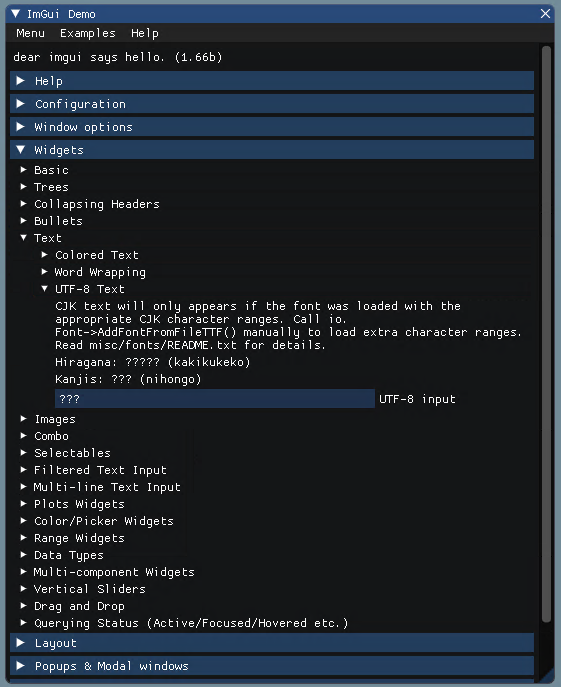 ImGui Demo
Menu Examples Help
dear imgui says hello. (1.66b)
Help
Configuration
Window options
Widgets
Basic
Trees
Collapsing Headers
Bullets
Text
Colored Text
Word Wrapping
UTF-8 Text
CJK text will only appears if the font was loaded with the
appropriate CJK character ranges. Call io.
Font->AddFontFromFileTTF() manually to load extra character ranges.
Read misc/fonts/README.txt for details.
Hiragana: ????? (kakikukeko)
Kanjis: ??? (nihongo)
??? UTF-8 input
Images
Combo
Selectables
Filtered Text Input
Multi-line Text Input
Plots Widgets
Color/Picker Widgets
Range Widgets
Data Types
Multi-component Widgets
Vertical Sliders
Drag and Drop
Querying Status (Active/Focused/Hovered etc.)
Layout
Popups & Modal windows